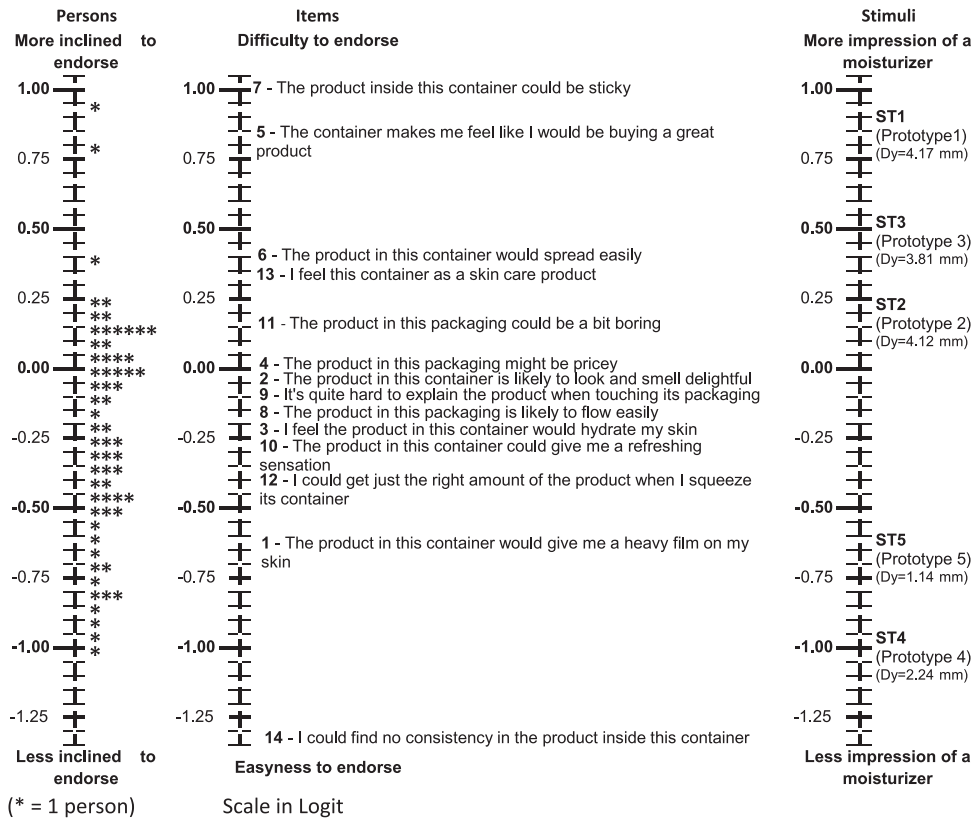 Persons
More inclined to
endorse
1.00
*
*
0.75
0.50
*
0.25 **
**
******
**
****
0.00 *****
***
**
*
**
-0.25 ***
***
***
**
****
-0.50 ***
*
*
*
**
-0.75 *
***
*
*
*
-1.00 *
-1.25
Less inclined to
endorse
(* = 1 person)
Items
Difficulty to endorse
1.00
7 - The product inside this container could be sticky
5 - The container makes me feel like I would be buying a great
product
0.75
0.50
6 - The product in this container would spread easily
13 - I feel this container as a skin care product
0.25
11 - The product in this packaging could be a bit boring
0.00
4 - The product in this packaging might be pricey
2 - The product in this container is likely to look and smell delightful
9 - It's quite hard to explain the product when touching its packaging
8 - The product in this packaging is likely to flow easily
3 - I feel the product in this container would hydrate my skin
-0.25
10 - The product in this container could give me a refreshing
sensation
12 - I could get just the right amount of the product when I squeeze
its container
-0.50
1 - The product in this container would give me a heavy film on my
skin
-0.75
-1.00
-1.25
14 - I could find no consistency in the product inside this container
Easyness to endorse
Scale in Logit
Stimuli
More impression of a
moisturizer
1.00
ST1
(Prototype1)
(Dy=4.17 mm)
0.75
0.50
ST3
(Prototype 3)
(Dy=3.81 mm)
0.25
ST2
(Prototype 2)
(Dy=4.12 mm)
0.00
-0.25
-0.50
ST5
(Prototype 5)
(Dy=1.14 mm)
-0.75
-1.00
ST4
(Prototype 4)
(Dy=2.24 mm)
-1.25
Less impression of a
moisturizer